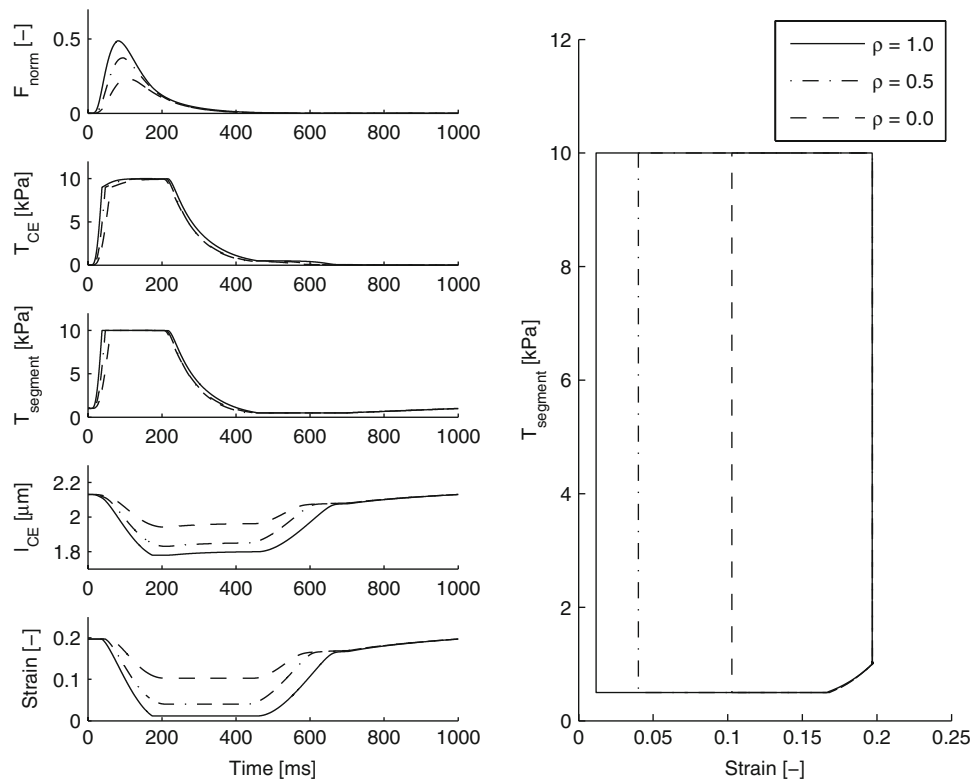 F_norm [−]
0.5
0
0 200 400 600 800 1000
T_CE [kPa]
10
5
0
0 200 400 600 800 1000
T_segment [kPa]
10
5
0
0 200 400 600 800 1000
l_CE [μm]
2.2
2
1.8
0 200 400 600 800 1000
Strain [−]
0.2
0.1
0
0 200 400 600 800 1000
Time [ms]
ρ = 1.0
ρ = 0.5
ρ = 0.0
T_segment [kPa]
12
10
8
6
4
2
0
0 0.05 0.1 0.15 0.2 0.25
Strain [−]